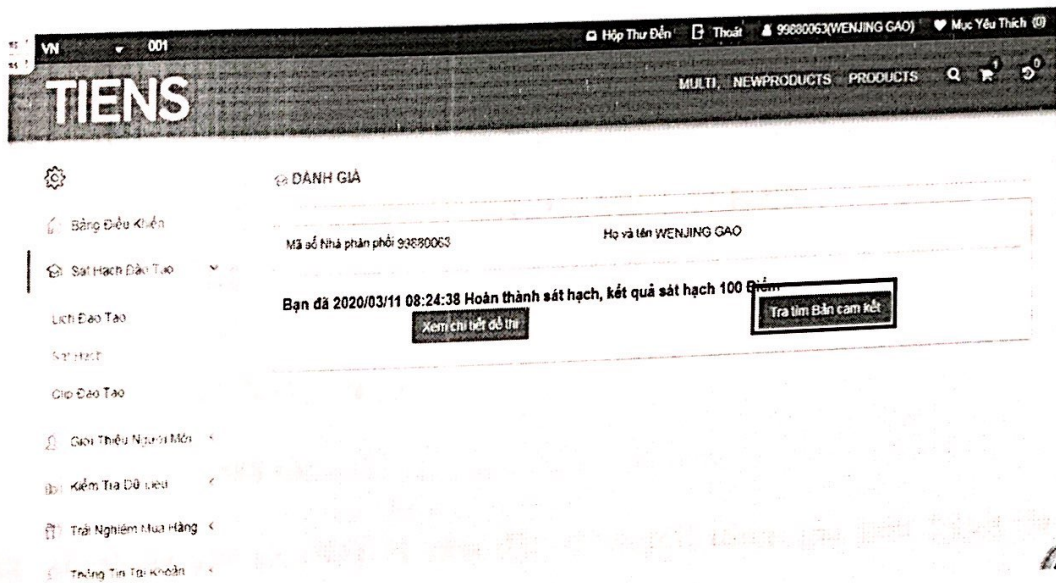 VN 001 Hộp Thư Đến Thoát 99880063(WENJING GAO) Mục Yêu Thích (0)
TIENS
MULTI, NEWPRODUCTS PRODUCTS 1 0
ĐÁNH GIÁ
Bảng Điều Khiển
Mã số Nhà phân phối 99880063 Họ và tên WENJING GAO
Sát Hạch Đào Tạo
Bạn đã 2020/03/11 08:24:38 Hoàn thành sát hạch, kết quả sát hạch 100 Điểm
Xem chi tiết đề thi Tra tìm Bản cam kết
Lịch Đào Tạo
Sát Hạch
Clip Đào Tạo
Giới Thiệu Người Mới
Kiểm Tra Dữ Liệu
Trải Nghiệm Mua Hàng
Thông Tin Tài Khoản